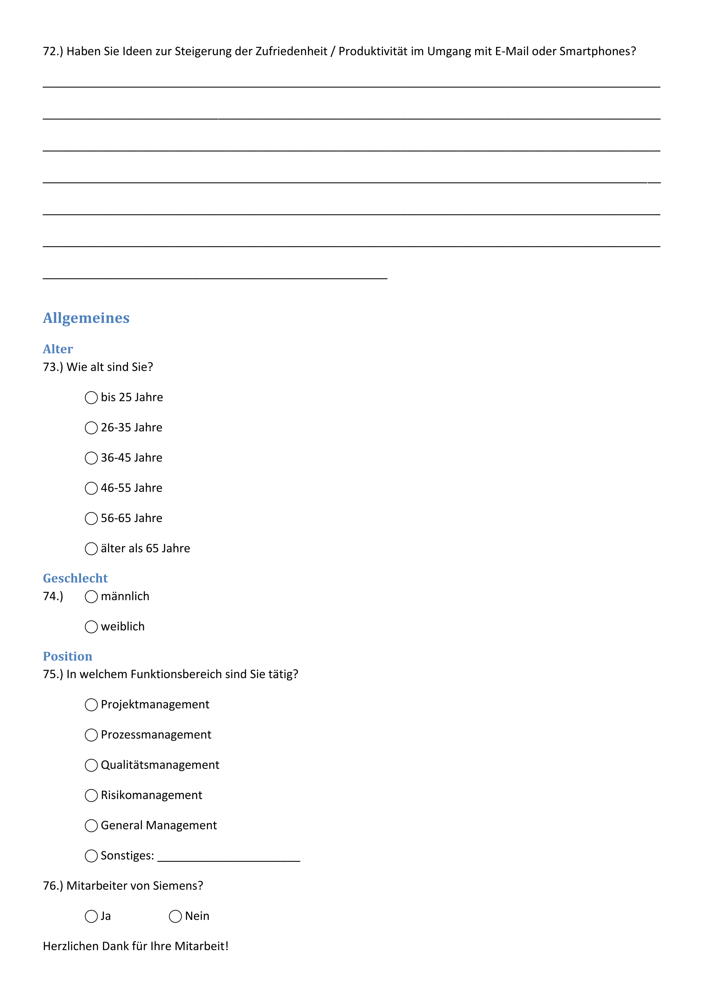 72.) Haben Sie Ideen zur Steigerung der Zufriedenheit / Produktivität im Umgang mit E-Mail oder Smartphones?
Allgemeines
Alter
73.) Wie alt sind Sie?
bis 25 Jahre
26-35 Jahre
36-45 Jahre
46-55 Jahre
56-65 Jahre
älter als 65 Jahre
Geschlecht
74.) männlich
weiblich
Position
75.) In welchem Funktionsbereich sind Sie tätig?
Projektmanagement
Prozessmanagement
Qualitätsmanagement
Risikomanagement
General Management
Sonstiges: ______________________
76.) Mitarbeiter von Siemens?
Ja Nein
Herzlichen Dank für Ihre Mitarbeit!